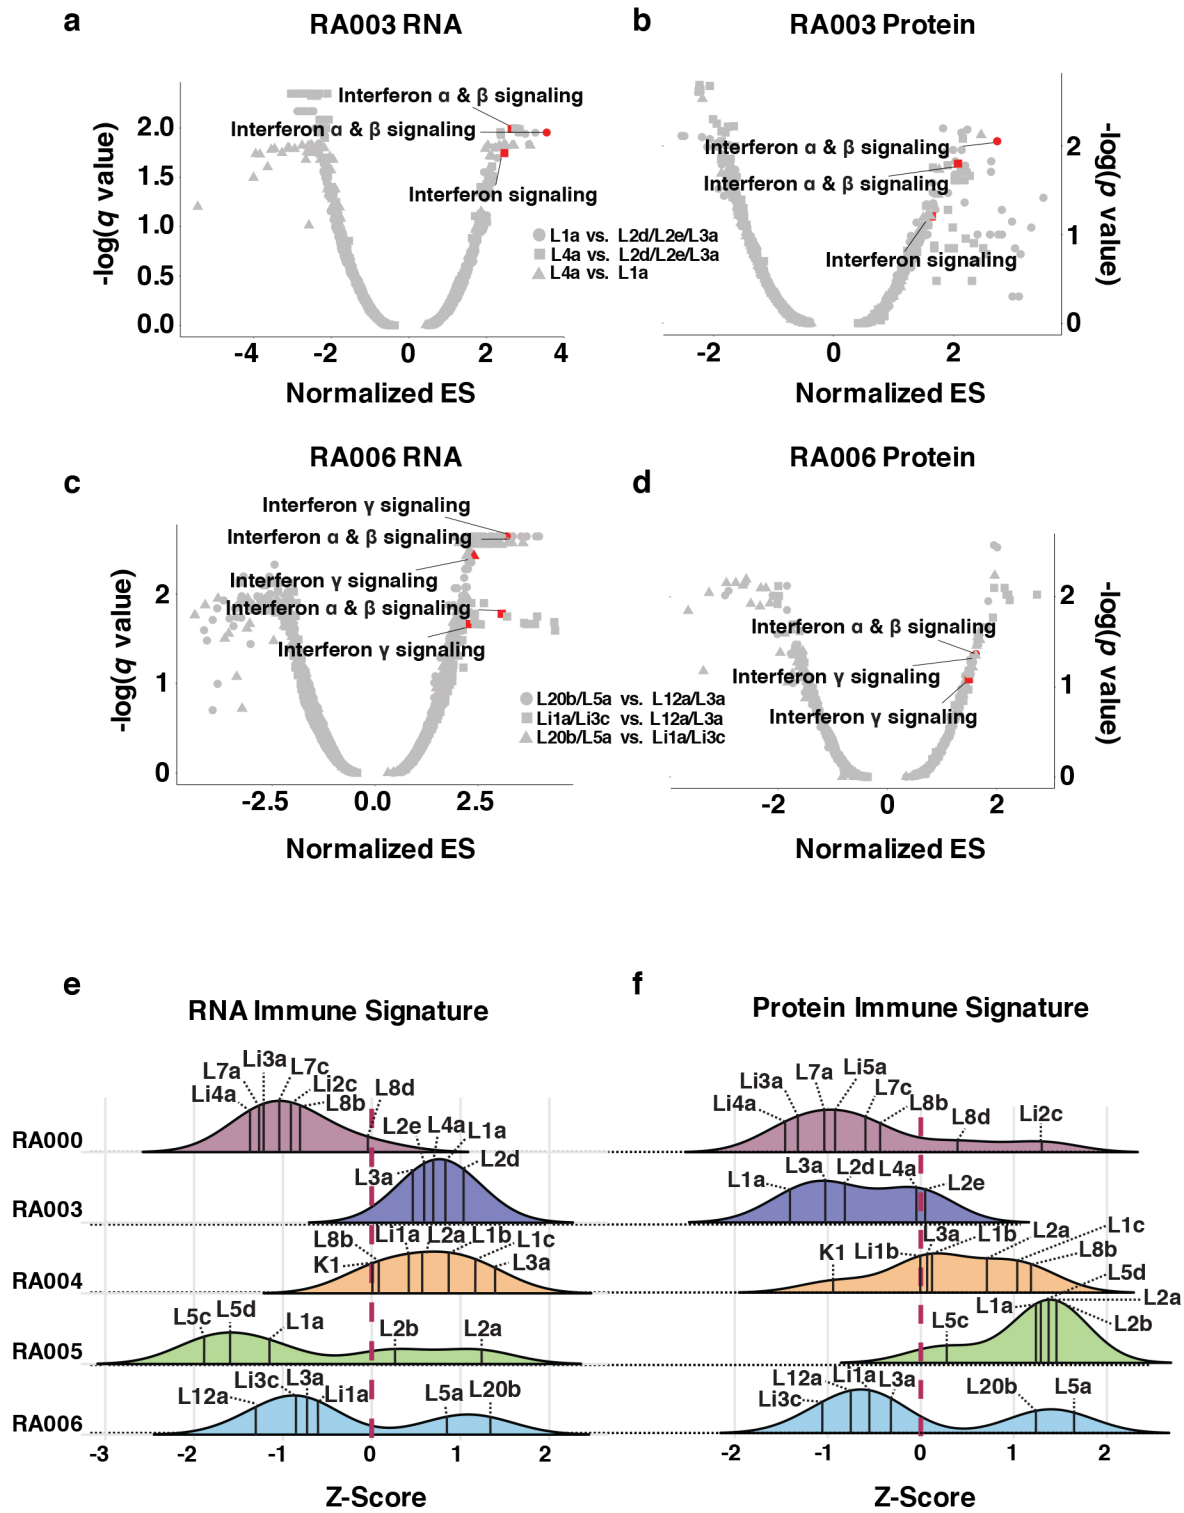 a
RA003 RNA
b
RA003 Protein
Interferon α & β signaling
Interferon α & β signaling
Interferon signaling
-log(q value)
2.0
1.5
1.0
0.5
0.0
-4
-2
0
2
4
Normalized ES
L1a vs. L2d/L2e/L3a
L4a vs. L2d/L2e/L3a
L4a vs. L1a
Interferon α & β signaling
Interferon α & β signaling
Interferon signaling
2
1
0
-log(p value)
-2
0
2
Normalized ES
c
RA006 RNA
d
RA006 Protein
Interferon γ signaling
Interferon α & β signaling
Interferon γ signaling
Interferon α & β signaling
Interferon γ signaling
-log(q value)
2
1
0
-2.5
0.0
2.5
Normalized ES
L20b/L5a vs. L12a/L3a
Li1a/Li3c vs. L12a/L3a
L20b/L5a vs. Li1a/Li3c
Interferon α & β signaling
Interferon γ signaling
Interferon γ signaling
2
1
0
-log(p value)
-2
0
2
Normalized ES
e
RNA Immune Signature
f
Protein Immune Signature
RA000
Li4a
L7a
Li3a
L7c
Li2c
L8b
L8d
RA003
L3a
L2e
L4a
L1a
L2d
RA004
K1
L8b
Li1a
L2a
L1b
L1c
L3a
RA005
L5c
L5d
L1a
L2b
L2a
RA006
L12a
Li3c
L3a
Li1a
L5a
L20b
-3
-2
-1
0
1
2
Z-Score
Li4a
Li3a
L7a
Li5a
L7c
L8b
L8d
Li2c
L1a
L3a
L2d
L4a
L2e
K1
Li1b
L3a
L1b
L2a
L1c
L8b
L5c
L1a
L5d
L2a
L2b
Li3c
L12a
Li1a
L3a
L20b
L5a
-2
-1
0
1
2
Z-Score